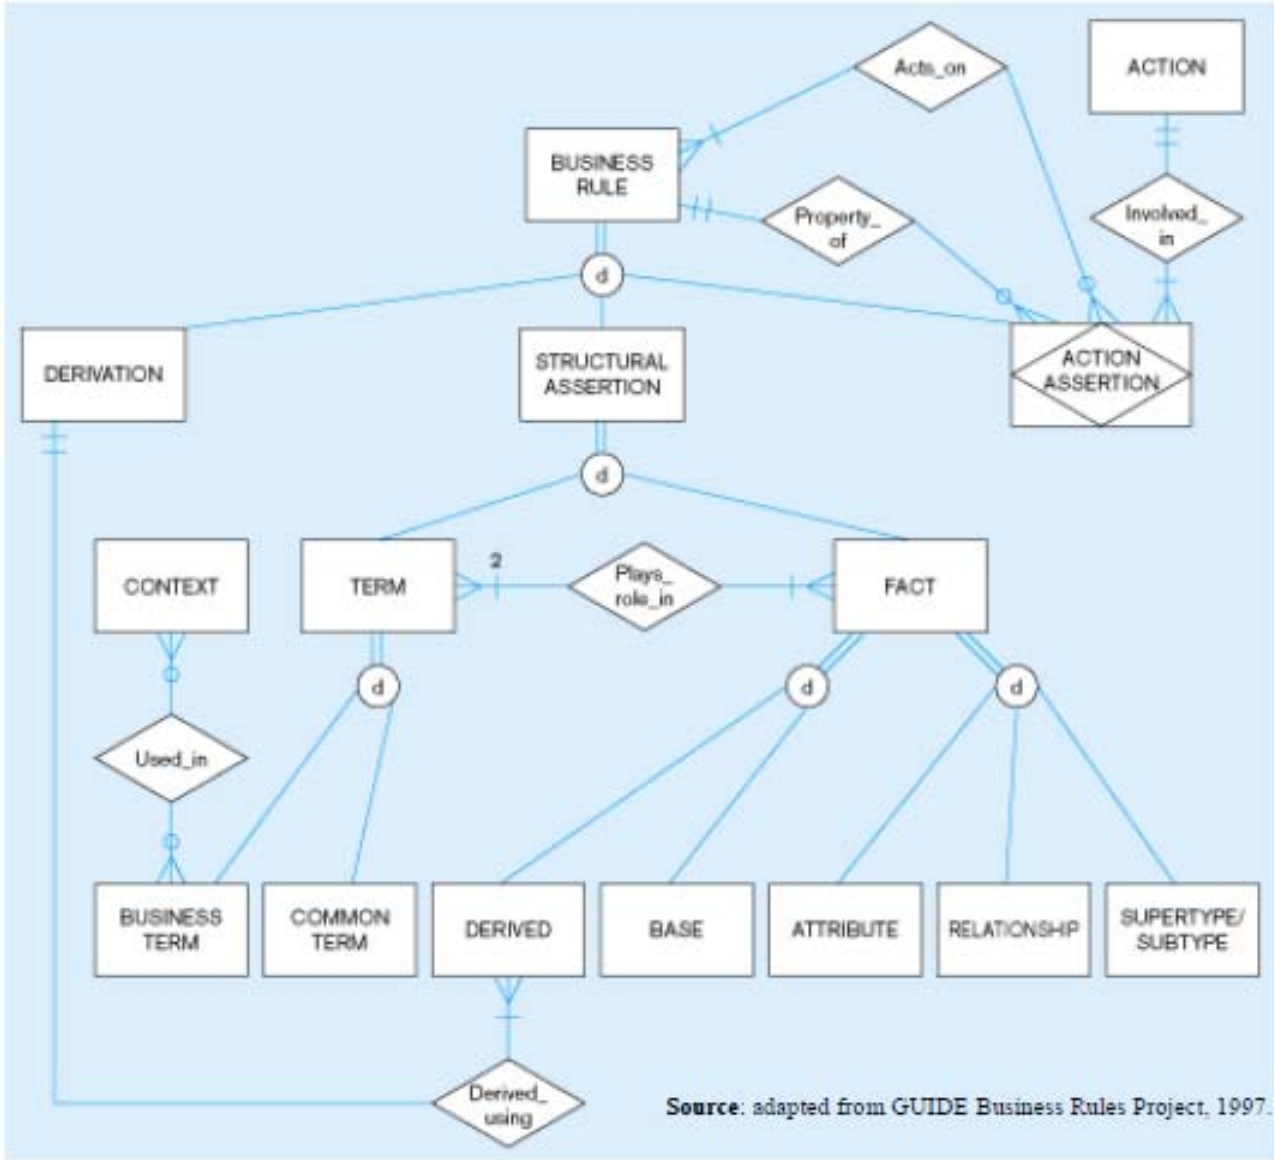 Acts_on
ACTION
BUSINESS
RULE
Property_
of
Involved_
in
d
DERIVATION
STRUCTURAL
ASSERTION
ACTION
ASSERTION
d
CONTEXT
TERM
2
Plays_
role_in
FACT
d
d
d
Used_in
BUSINESS
TERM
COMMON
TERM
DERIVED
BASE
ATTRIBUTE
RELATIONSHIP
SUPERTYPE/
SUBTYPE
Derived_
using
Source: adapted from GUIDE Business Rules Project, 1997.